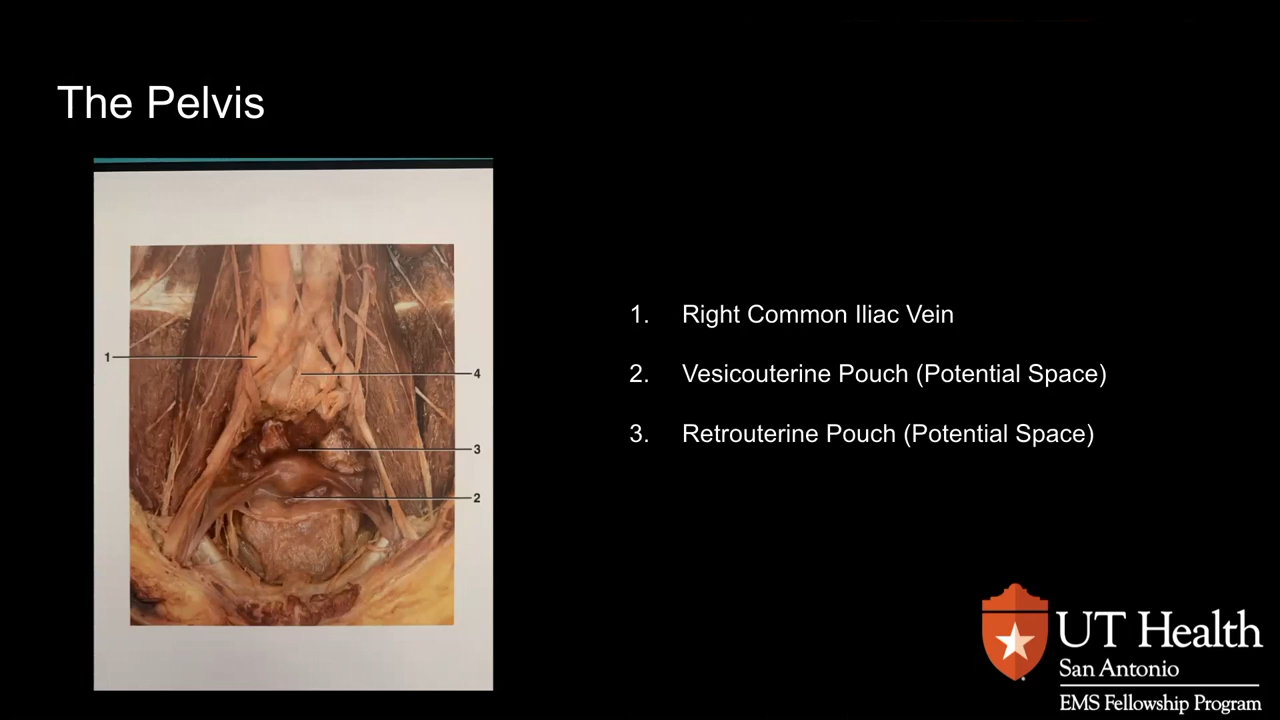 The Pelvis
1
4
3
2
1. Right Common Iliac Vein
2. Vesicouterine Pouch (Potential Space)
3. Retrouterine Pouch (Potential Space)
UT Health
San Antonio
EMS Fellowship Program